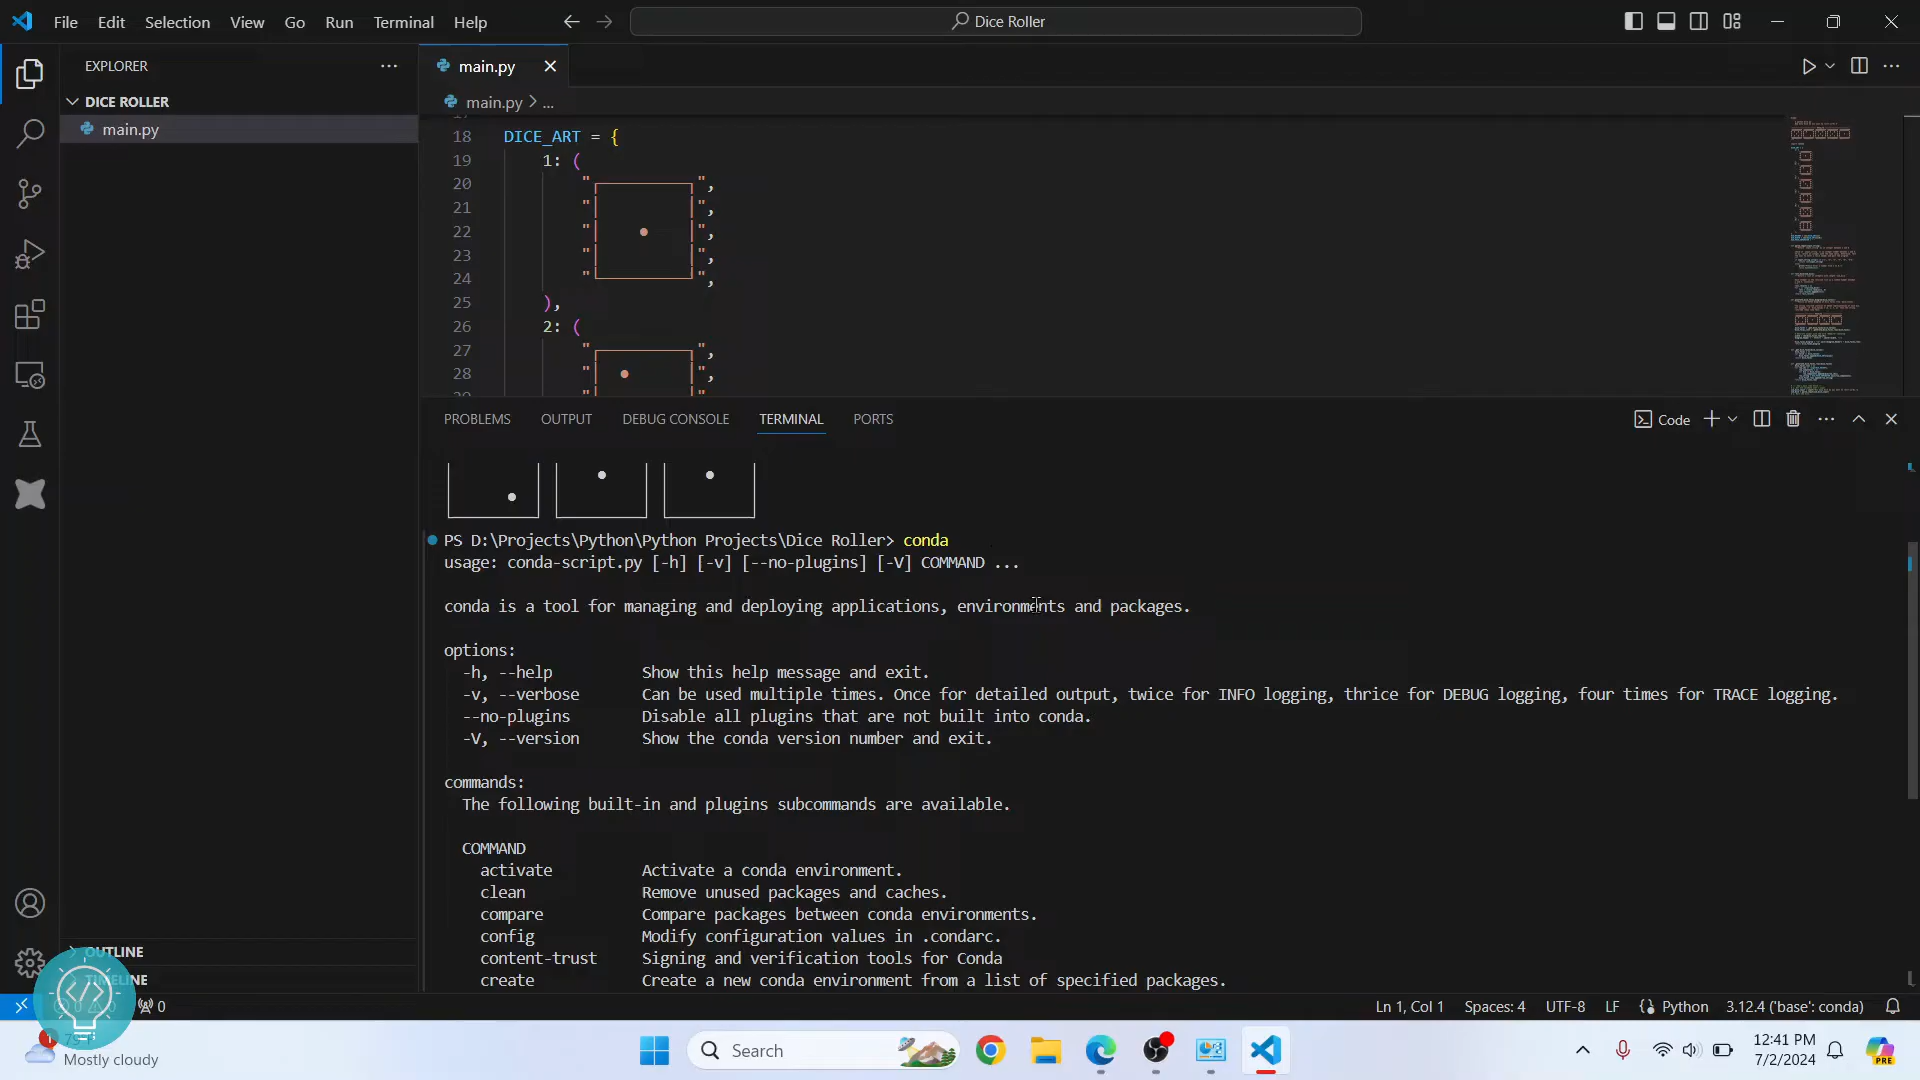 File Edit Selection View Go Run Terminal Help
Dice Roller
EXPLORER
DICE ROLLER
main.py
OUTLINE
TIMELINE
main.py
main.py > ...
18 DICE_ART = {
19 1: (
20 "┌─────────┐",
21 "│         │",
22 "│    ●    │",
23 "│         │",
24 "└─────────┘",
25 ),
26 2: (
27 "┌─────────┐",
28 "│  ●      │",
PROBLEMS OUTPUT DEBUG CONSOLE TERMINAL PORTS
Code
PS D:\Projects\Python\Python Projects\Dice Roller> conda
usage: conda-script.py [-h] [-v] [--no-plugins] [-V] COMMAND ...
conda is a tool for managing and deploying applications, environments and packages.
options:
-h, --help Show this help message and exit.
-v, --verbose Can be used multiple times. Once for detailed output, twice for INFO logging, thrice for DEBUG logging, four times for TRACE logging.
--no-plugins Disable all plugins that are not built into conda.
-V, --version Show the conda version number and exit.
commands:
The following built-in and plugins subcommands are available.
COMMAND
activate Activate a conda environment.
clean Remove unused packages and caches.
compare Compare packages between conda environments.
config Modify configuration values in .condarc.
content-trust Signing and verification tools for Conda
create Create a new conda environment from a list of specified packages.
0
Ln 1, Col 1 Spaces: 4 UTF-8 LF Python 3.12.4 ('base': conda)
1
Mostly cloudy
Search
PRE
12:41 PM
7/2/2024